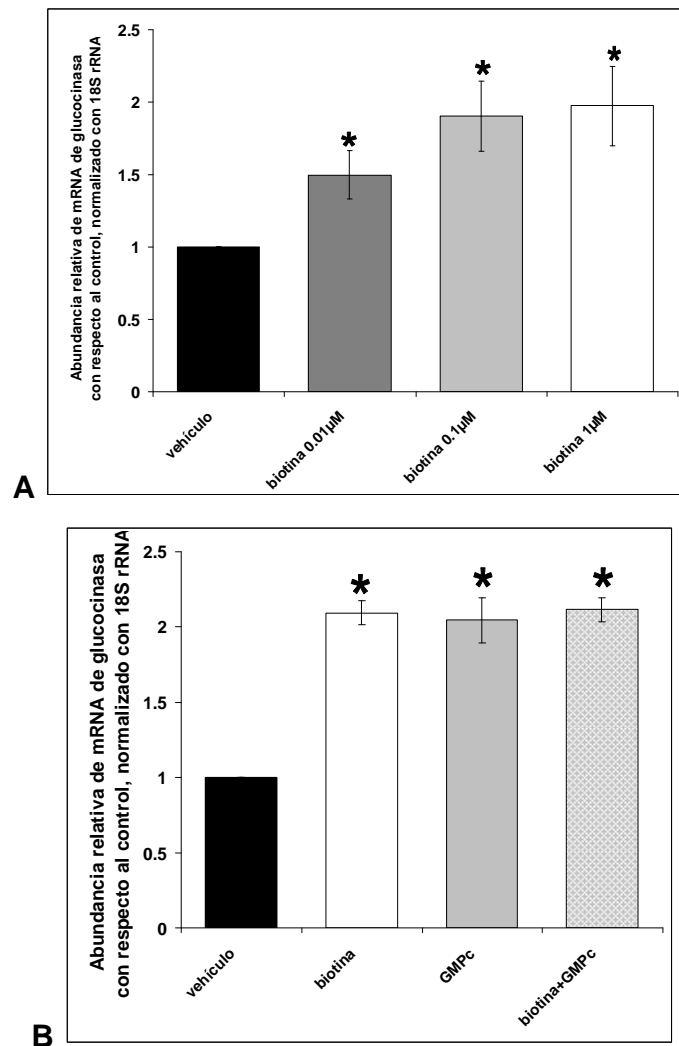 Abundancia relativa de mRNA de glucocinasa
con respecto al control, normalizado con 18S rRNA
2.5
2
1.5
1
0.5
0
*
*
*
vehículo
biotina 0.01µM
biotina 0.1µM
biotina 1µM
A
Abundancia relativa de mRNA de glucocinasa
con respecto al control, normalizado con 18S rRNA
2.5
2
1.5
1
0.5
0
*
*
*
vehículo
biotina
GMPc
biotina+GMPc
B